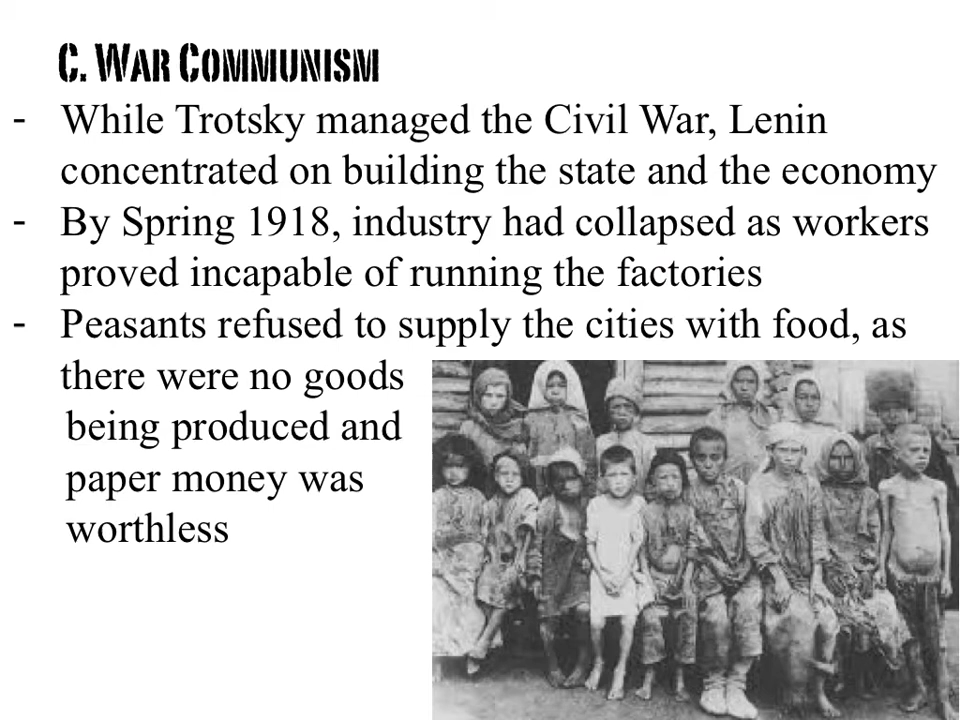 C. War Communism
- While Trotsky managed the Civil War, Lenin
concentrated on building the state and the economy
- By Spring 1918, industry had collapsed as workers
proved incapable of running the factories
- Peasants refused to supply the cities with food, as
there were no goods
being produced and
paper money was
worthless